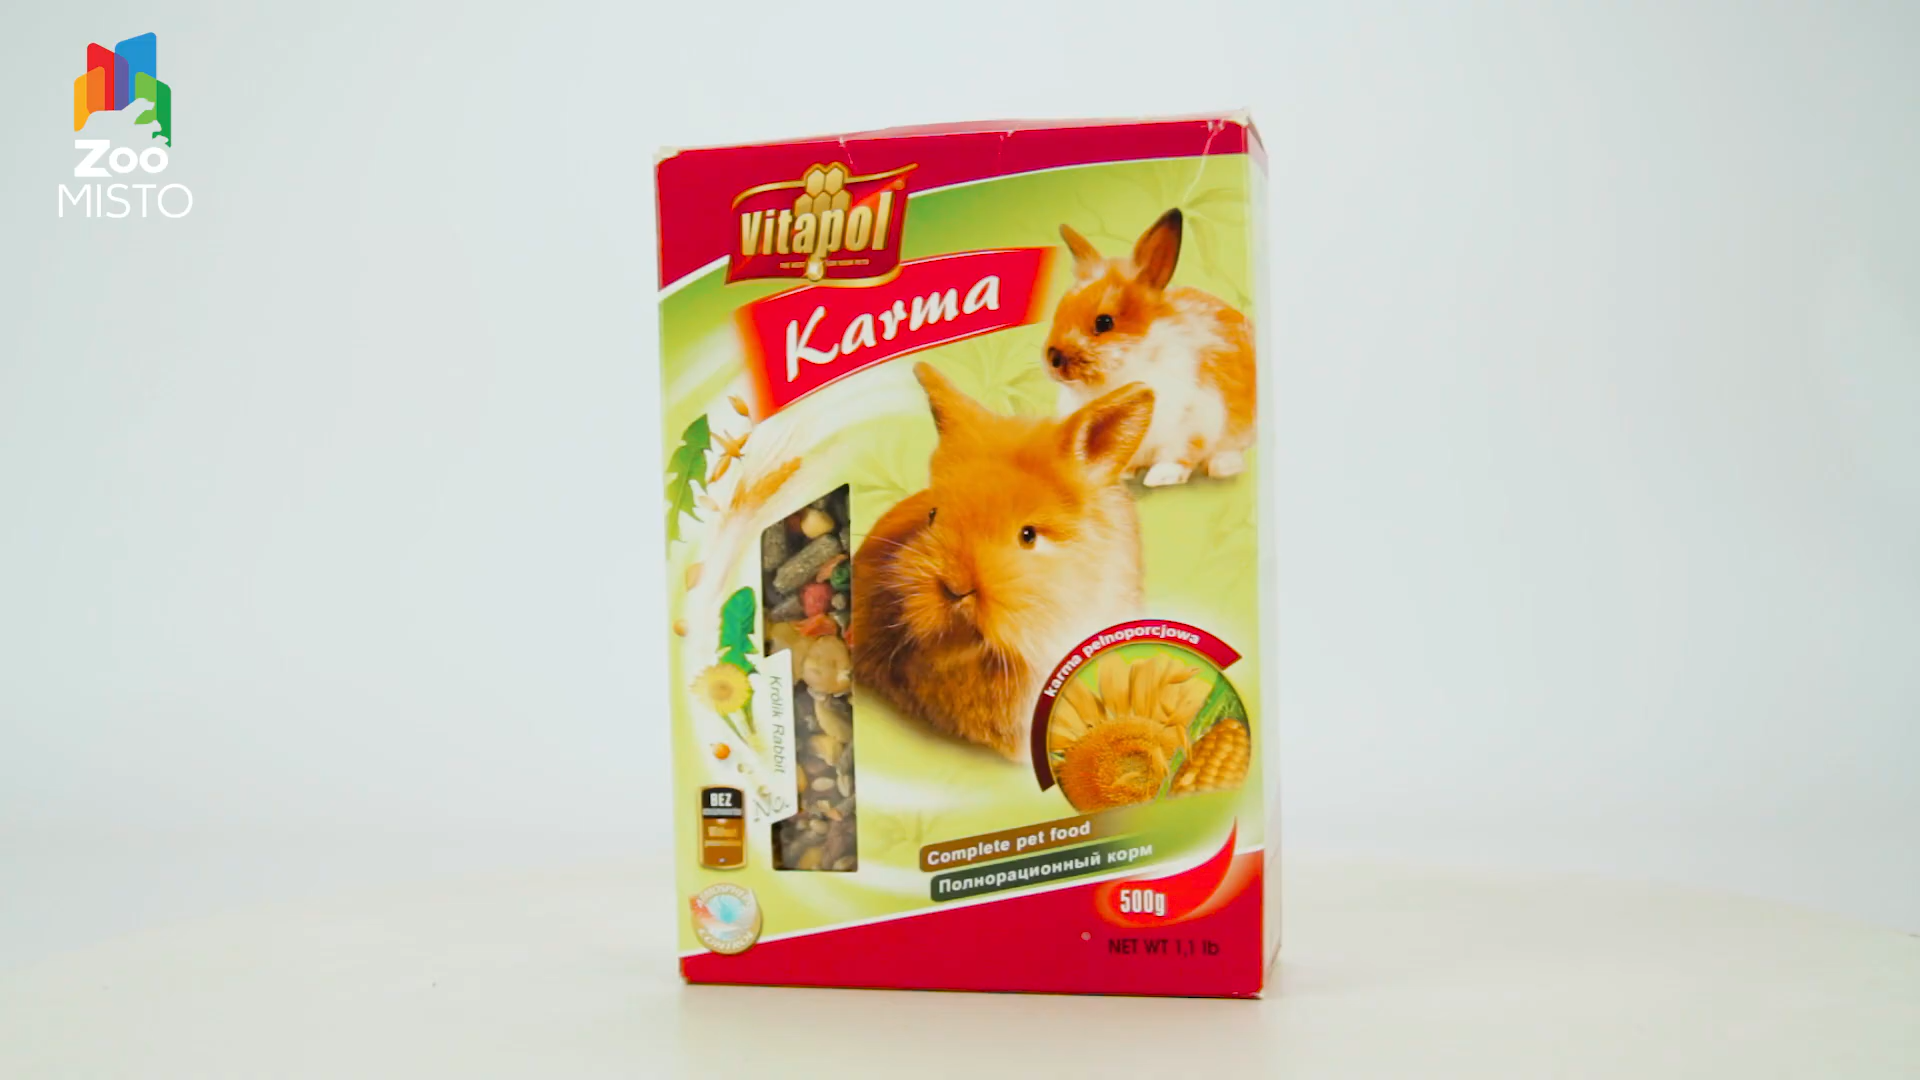 Zoo
MISTO
Vitapol
Karma
karma pełnoporcjowa
Królik Rabbit
BEZ
Complete pet food
Полнорационный корм
CONTROL
500g
NET WT 1,1 lb